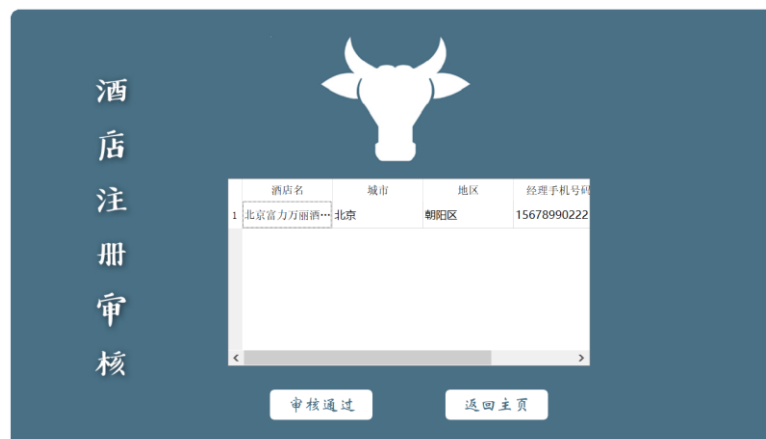 酒店注册审核
酒店名 城市 地区 经理手机号码
1 北京富力万丽酒… 北京 朝阳区 15678990222
审核通过 返回主页